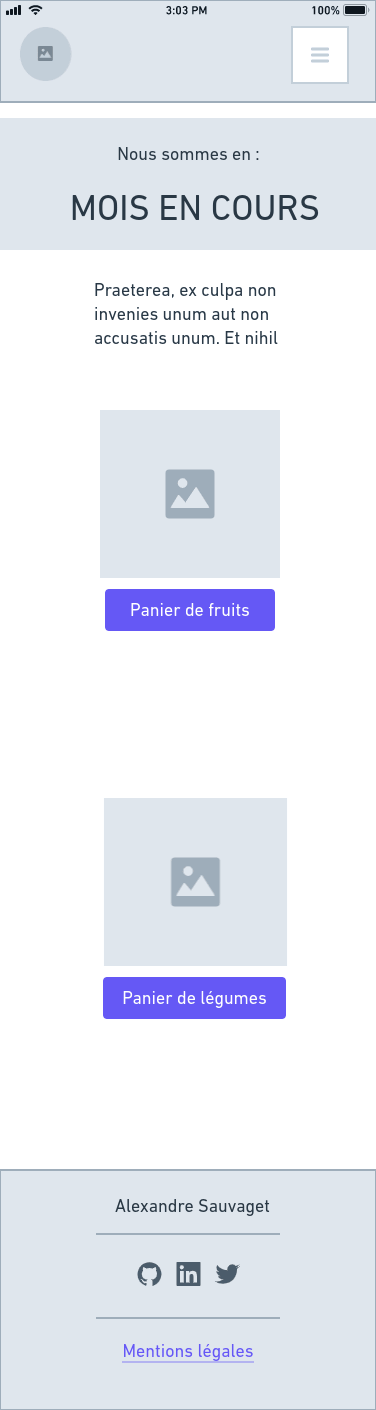 3:03 PM
100%
Nous sommes en :
MOIS EN COURS
Praeterea, ex culpa non
invenies unum aut non
accusatis unum. Et nihil
Panier de fruits
Panier de légumes
Alexandre Sauvaget
in
Mentions légales